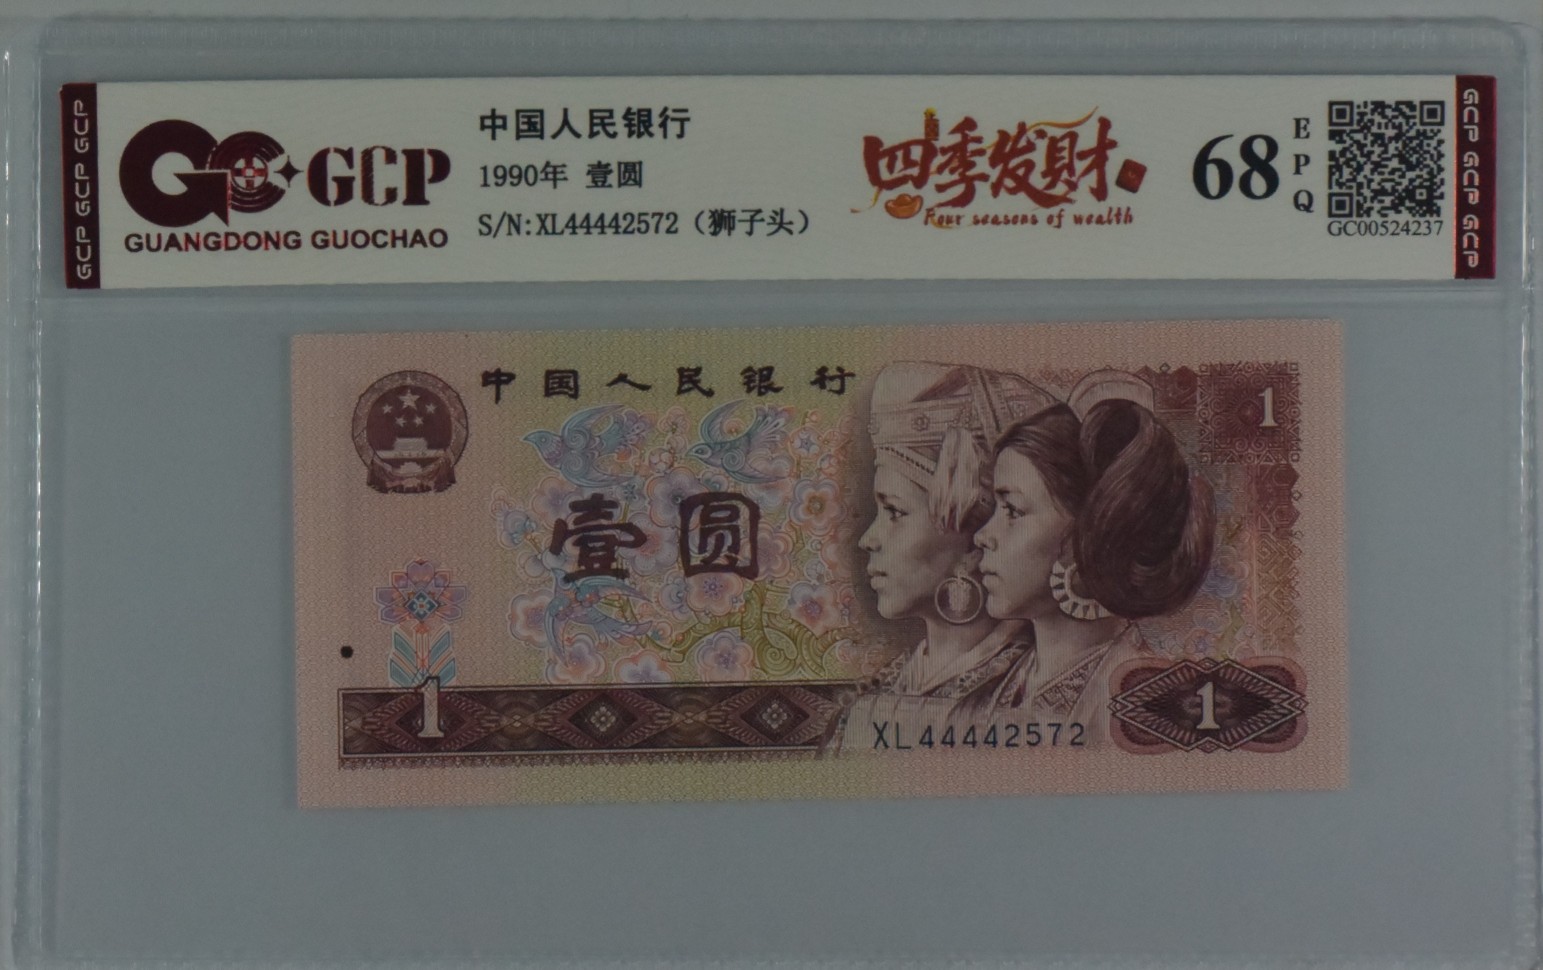 GCP GCP GCP
GCP
GUANGDONG GUOCHAO
中国人民银行
1990年 壹圆
S/N:XL44442572（狮子头）
四季发财
Four seasons of wealth
68
EPQ
GC00524237
GCP GCP GCP
中国人民银行
1
壹圆
1
1
XL44442572